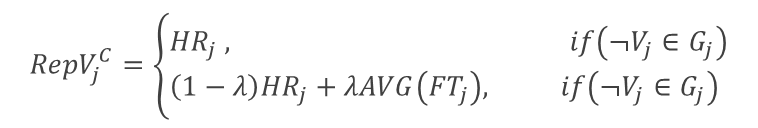 RepV_j^C = { HR_j , if(¬V_j ∈ G_j)
(1 − λ)HR_j + λAVG(FT_j), if(¬V_j ∈ G_j)